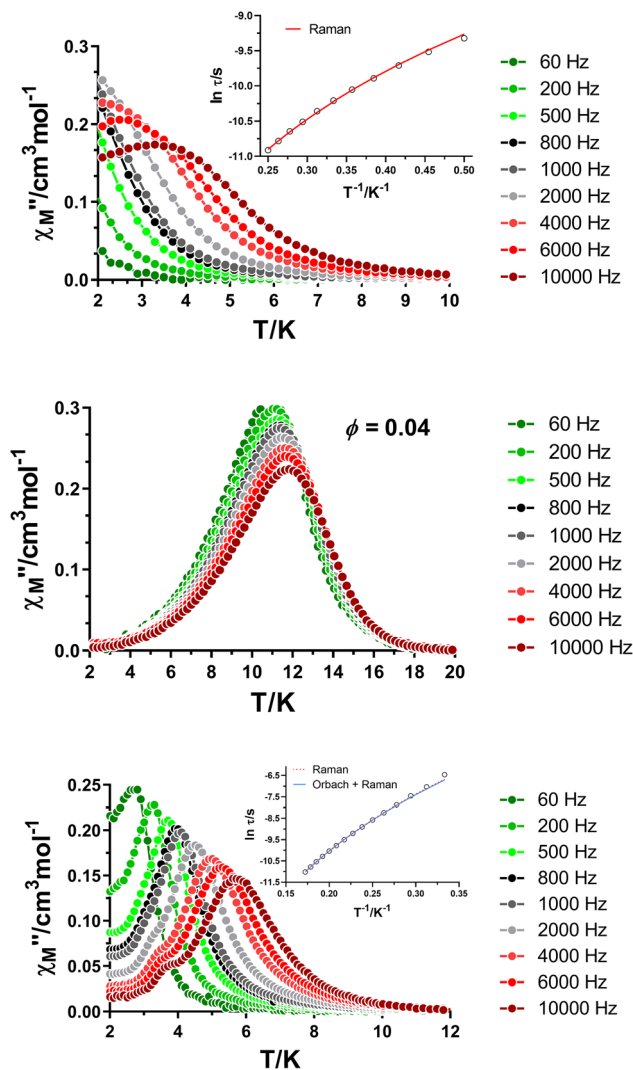 χM''/cm³mol⁻¹
0.3
0.2
0.1
0.0
2 3 4 5 6 7 8 9 10
T/K
ln τ/s
-9.0
-9.5
-10.0
-10.5
-11.0
0.25 0.30 0.35 0.40 0.45 0.50
T⁻¹/K⁻¹
Raman
60 Hz
200 Hz
500 Hz
800 Hz
1000 Hz
2000 Hz
4000 Hz
6000 Hz
10000 Hz
χM''/cm³mol⁻¹
0.3
0.2
0.1
0.0
2 4 6 8 10 12 14 16 18 20
T/K
ϕ = 0.04
60 Hz
200 Hz
500 Hz
800 Hz
1000 Hz
2000 Hz
4000 Hz
6000 Hz
10000 Hz
χM''/cm³mol⁻¹
0.25
0.20
0.15
0.10
0.05
0.00
2 4 6 8 10 12
T/K
ln τ/s
-6.5
-7.5
-8.5
-9.5
-10.5
-11.5
0.15 0.20 0.25 0.30 0.35
T⁻¹/K⁻¹
Raman
Orbach + Raman
60 Hz
200 Hz
500 Hz
800 Hz
1000 Hz
2000 Hz
4000 Hz
6000 Hz
10000 Hz